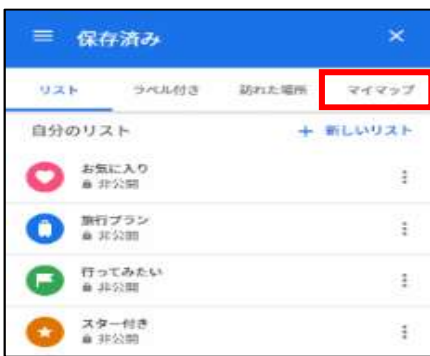 保存済み
リスト ラベル付き 訪れた場所 マイマップ
自分のリスト + 新しいリスト
お気に入り
非公開
旅行プラン
非公開
行ってみたい
非公開
スター付き
非公開